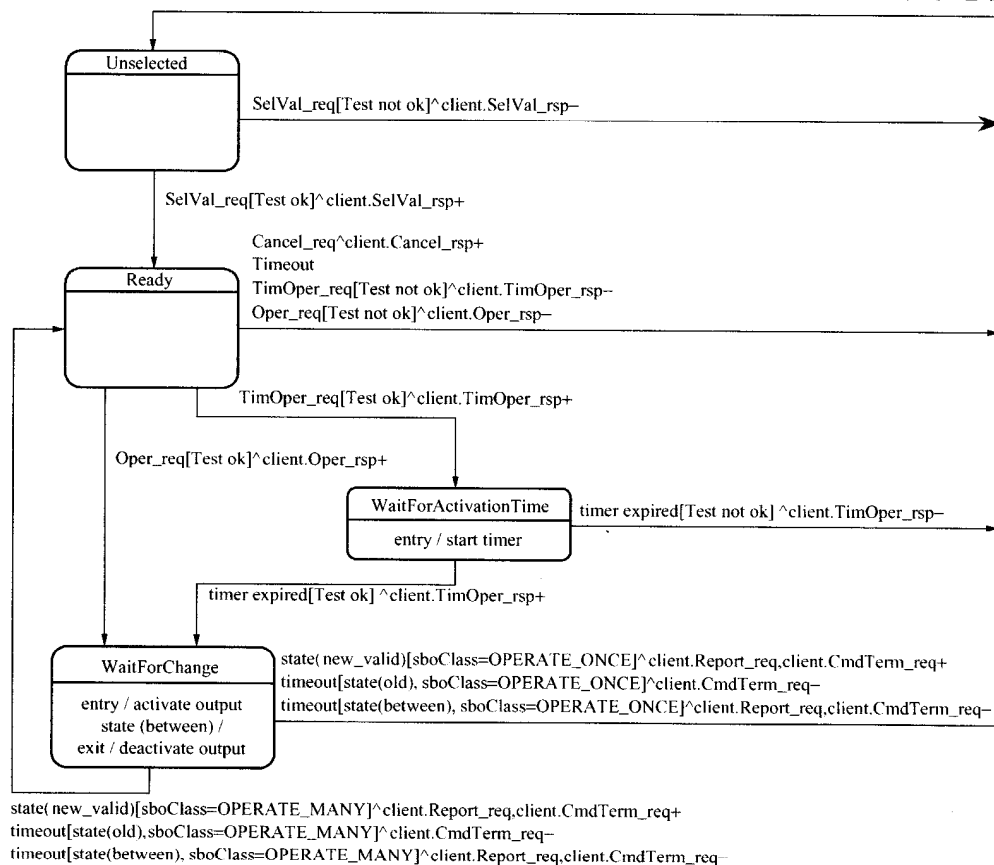 Unselected
SelVal_req[Test not ok]^client.SelVal_rsp−
SelVal_req[Test ok]^client.SelVal_rsp+
Cancel_req^client.Cancel_rsp+
Timeout
TimOper_req[Test not ok]^client.TimOper_rsp−
Oper_req[Test not ok]^client.Oper_rsp−
Ready
TimOper_req[Test ok]^client.TimOper_rsp+
Oper_req[Test ok]^client.Oper_rsp+
WaitForActivationTime
entry / start timer
timer expired[Test not ok] ^client.TimOper_rsp−
timer expired[Test ok] ^client.TimOper_rsp+
WaitForChange
entry / activate output
state (between) /
exit / deactivate output
state( new_valid)[sboClass=OPERATE_ONCE]^client.Report_req,client.CmdTerm_req+
timeout[state(old), sboClass=OPERATE_ONCE]^client.CmdTerm_req−
timeout[state(between), sboClass=OPERATE_ONCE]^client.Report_req,client.CmdTerm_req−
state( new_valid)[sboClass=OPERATE_MANY]^client.Report_req,client.CmdTerm_req+
timeout[state(old),sboClass=OPERATE_MANY]^client.CmdTerm_req−
timeout[state(between), sboClass=OPERATE_MANY]^client.Report_req,client.CmdTerm_req−